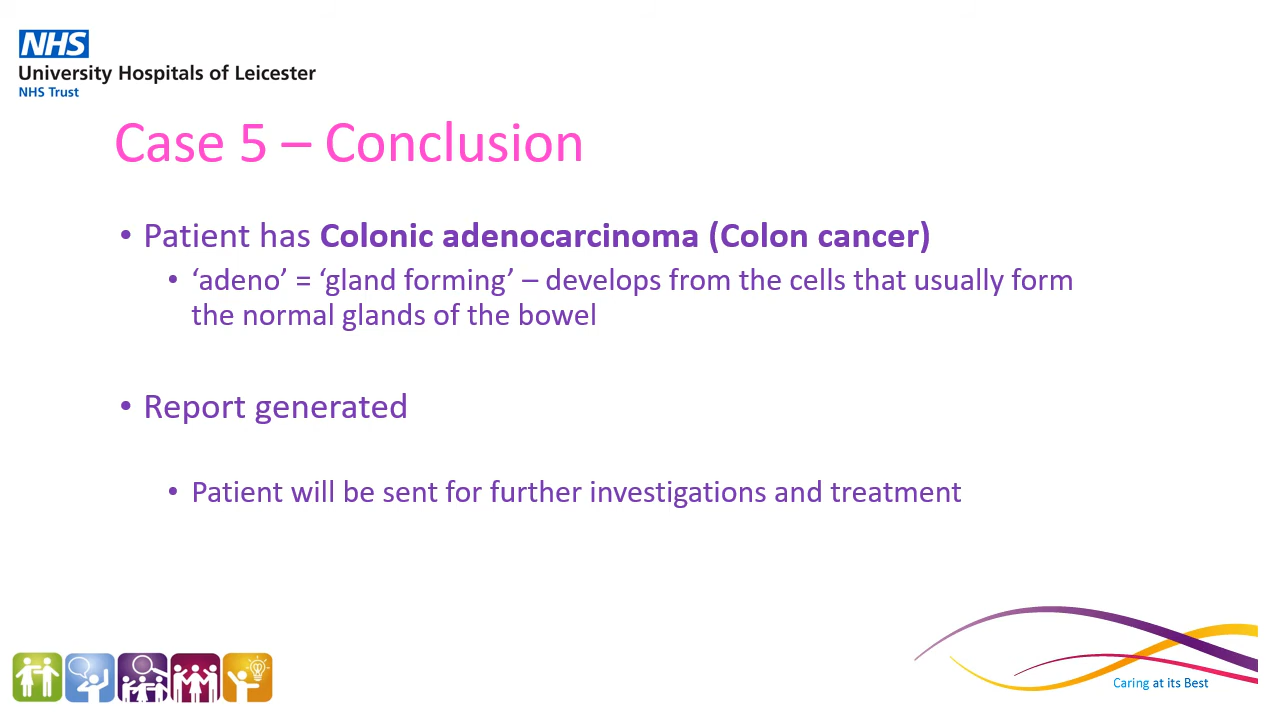 NHS
University Hospitals of Leicester
NHS Trust
Case 5 – Conclusion
• Patient has Colonic adenocarcinoma (Colon cancer)
• ‘adeno’ = ‘gland forming’ – develops from the cells that usually form
the normal glands of the bowel
• Report generated
• Patient will be sent for further investigations and treatment
Caring at its Best